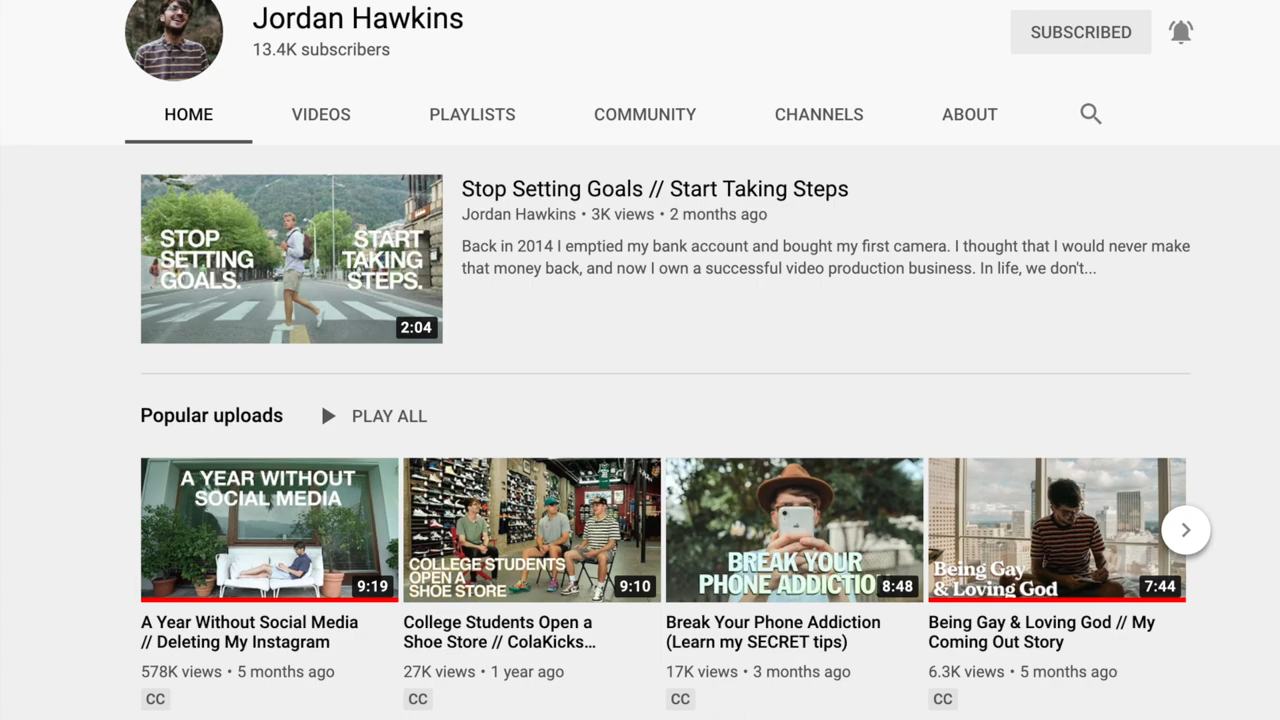 Jordan Hawkins
13.4K subscribers
SUBSCRIBED
HOME VIDEOS PLAYLISTS COMMUNITY CHANNELS ABOUT
STOP
SETTING
GOALS.
START
TAKING
STEPS.
2:04
Stop Setting Goals // Start Taking Steps
Jordan Hawkins • 3K views • 2 months ago
Back in 2014 I emptied my bank account and bought my first camera. I thought that I would never make
that money back, and now I own a successful video production business. In life, we don't...
Popular uploads PLAY ALL
A YEAR WITHOUT
SOCIAL MEDIA
9:19
A Year Without Social Media
// Deleting My Instagram
578K views • 5 months ago
CC
COLLEGE STUDENTS
OPEN A
SHOE STORE
9:10
College Students Open a
Shoe Store // ColaKicks...
27K views • 1 year ago
CC
BREAK YOUR
PHONE ADDICTIO
8:48
Break Your Phone Addiction
(Learn my SECRET tips)
17K views • 3 months ago
CC
Being Gay
& Loving God
7:44
Being Gay & Loving God // My
Coming Out Story
6.3K views • 5 months ago
CC